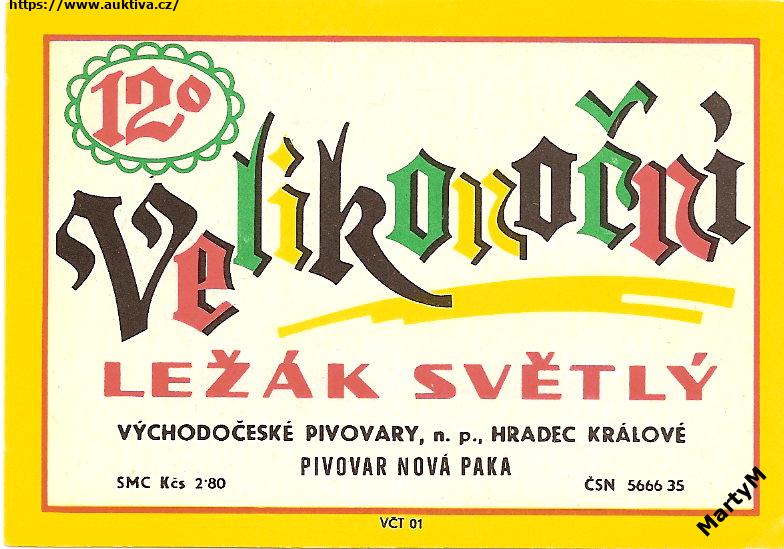 https://www.auktiva.cz/
12°
Velikonoční
LEŽÁK SVĚTLÝ
VÝCHODOČESKÉ PIVOVARY, n. p., HRADEC KRÁLOVÉ
PIVOVAR NOVÁ PAKA
SMC Kčs 2·80 ČSN 5666 35
VČT 01
MartyM